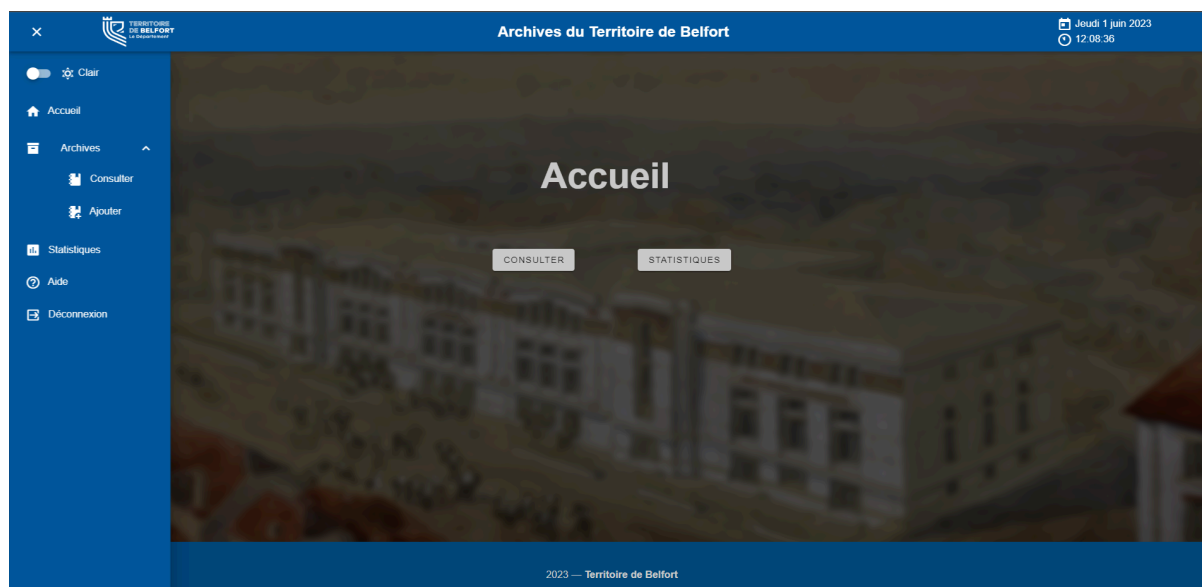 TERRITOIRE
DE BELFORT
Le Département
Archives du Territoire de Belfort
Jeudi 1 juin 2023
12:08:36
Clair
Accueil
Archives
Consulter
Ajouter
Statistiques
Aide
Déconnexion
Accueil
CONSULTER STATISTIQUES
2023 — Territoire de Belfort